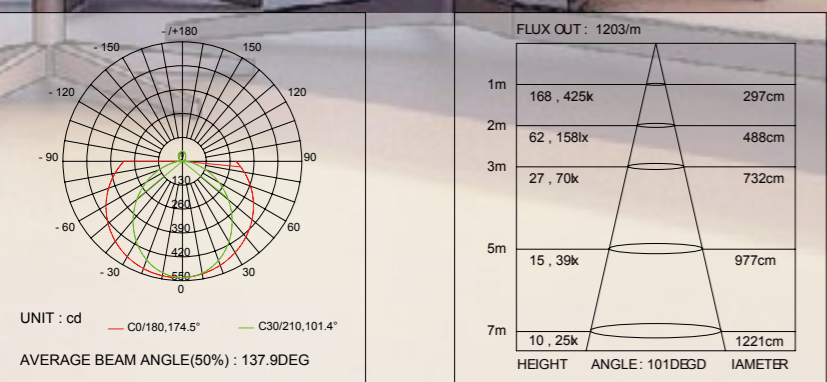 - /+180
- 150
150
- 120
120
- 90
90
- 60
60
- 30
30
0
0
130
260
390
420
550
UNIT : cd
C0/180,174.5°
C30/210,101.4°
AVERAGE BEAM ANGLE(50%) : 137.9DEG
FLUX OUT : 1203/m
1m
168 , 425lx
297cm
2m
62 , 158lx
488cm
3m
27 , 70lx
732cm
5m
15 , 39lx
977cm
7m
10 , 25lx
1221cm
HEIGHT ANGLE : 101DEGD IAMETER